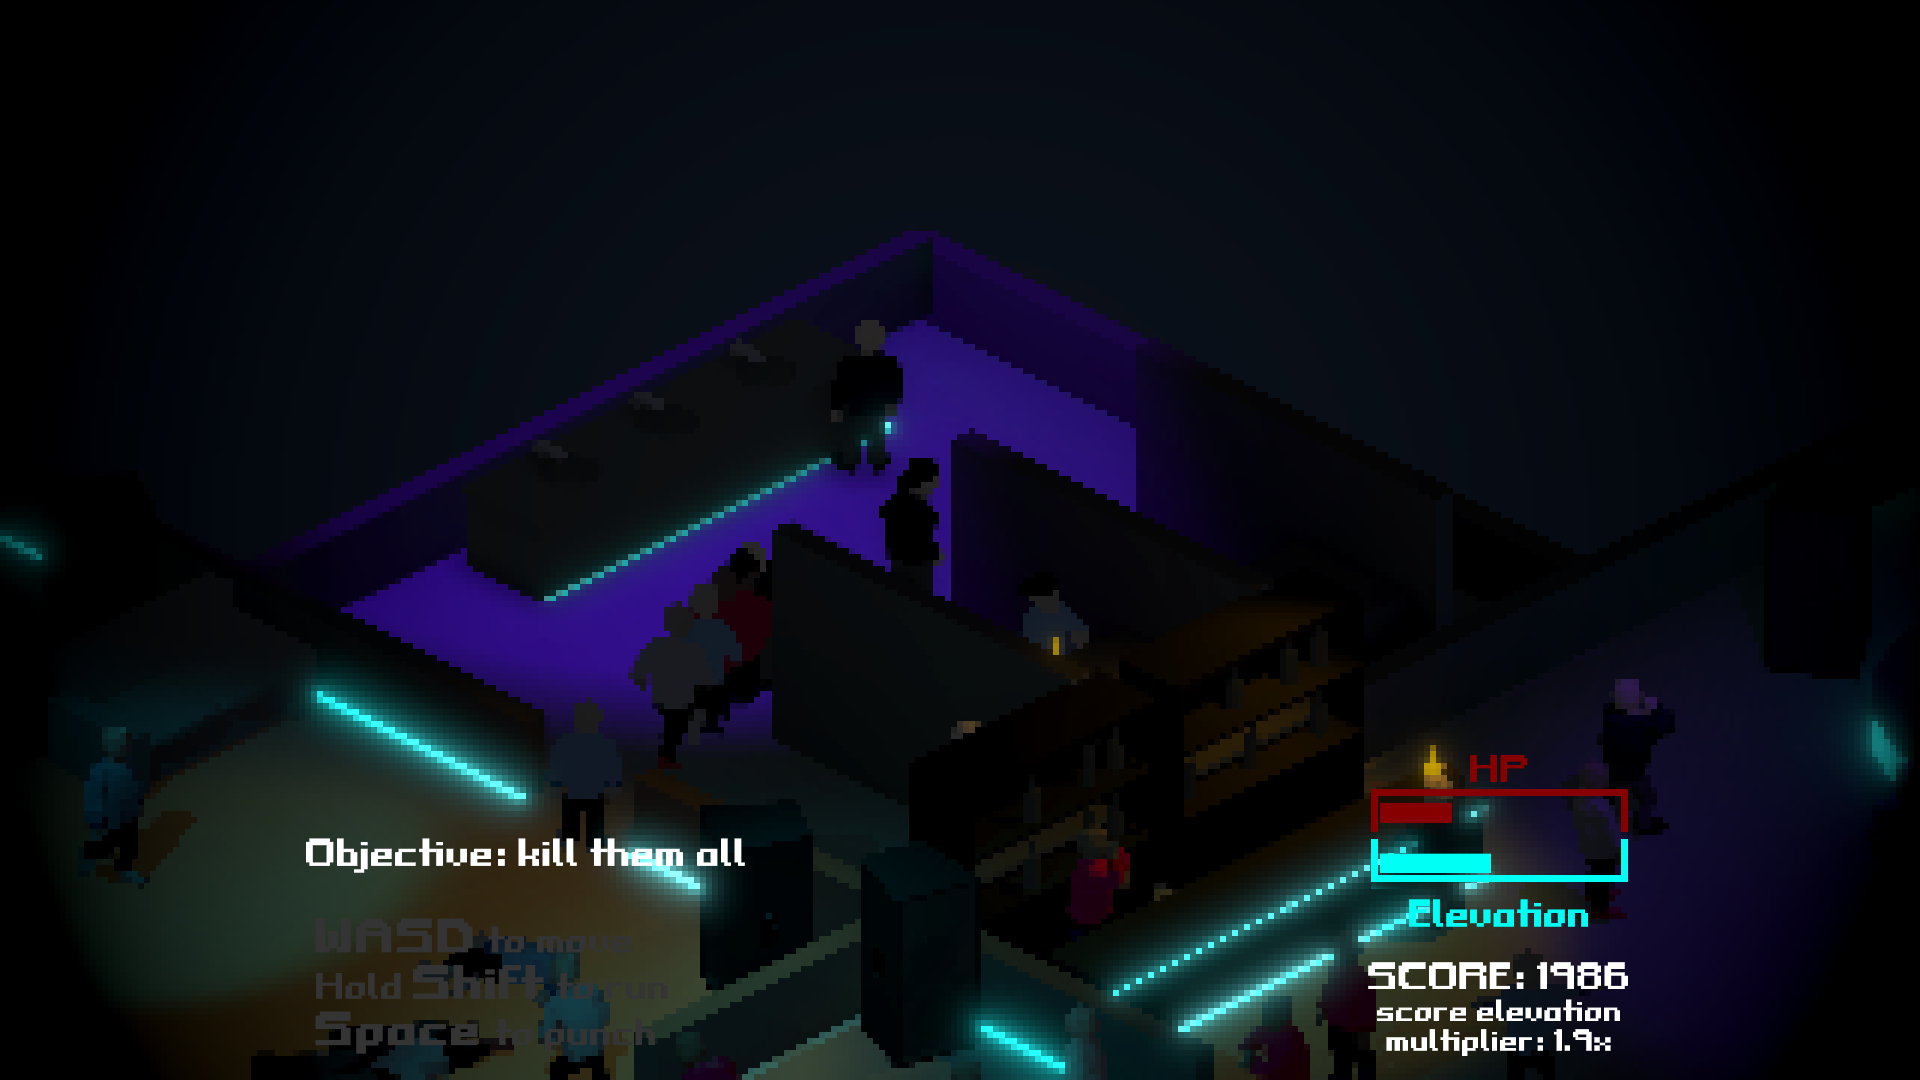 HP
Objective: kill them all
Elevation
WASD to move
Hold Shift to run
Space to punch
SCORE: 1986
score elevation
multiplier: 1.9x